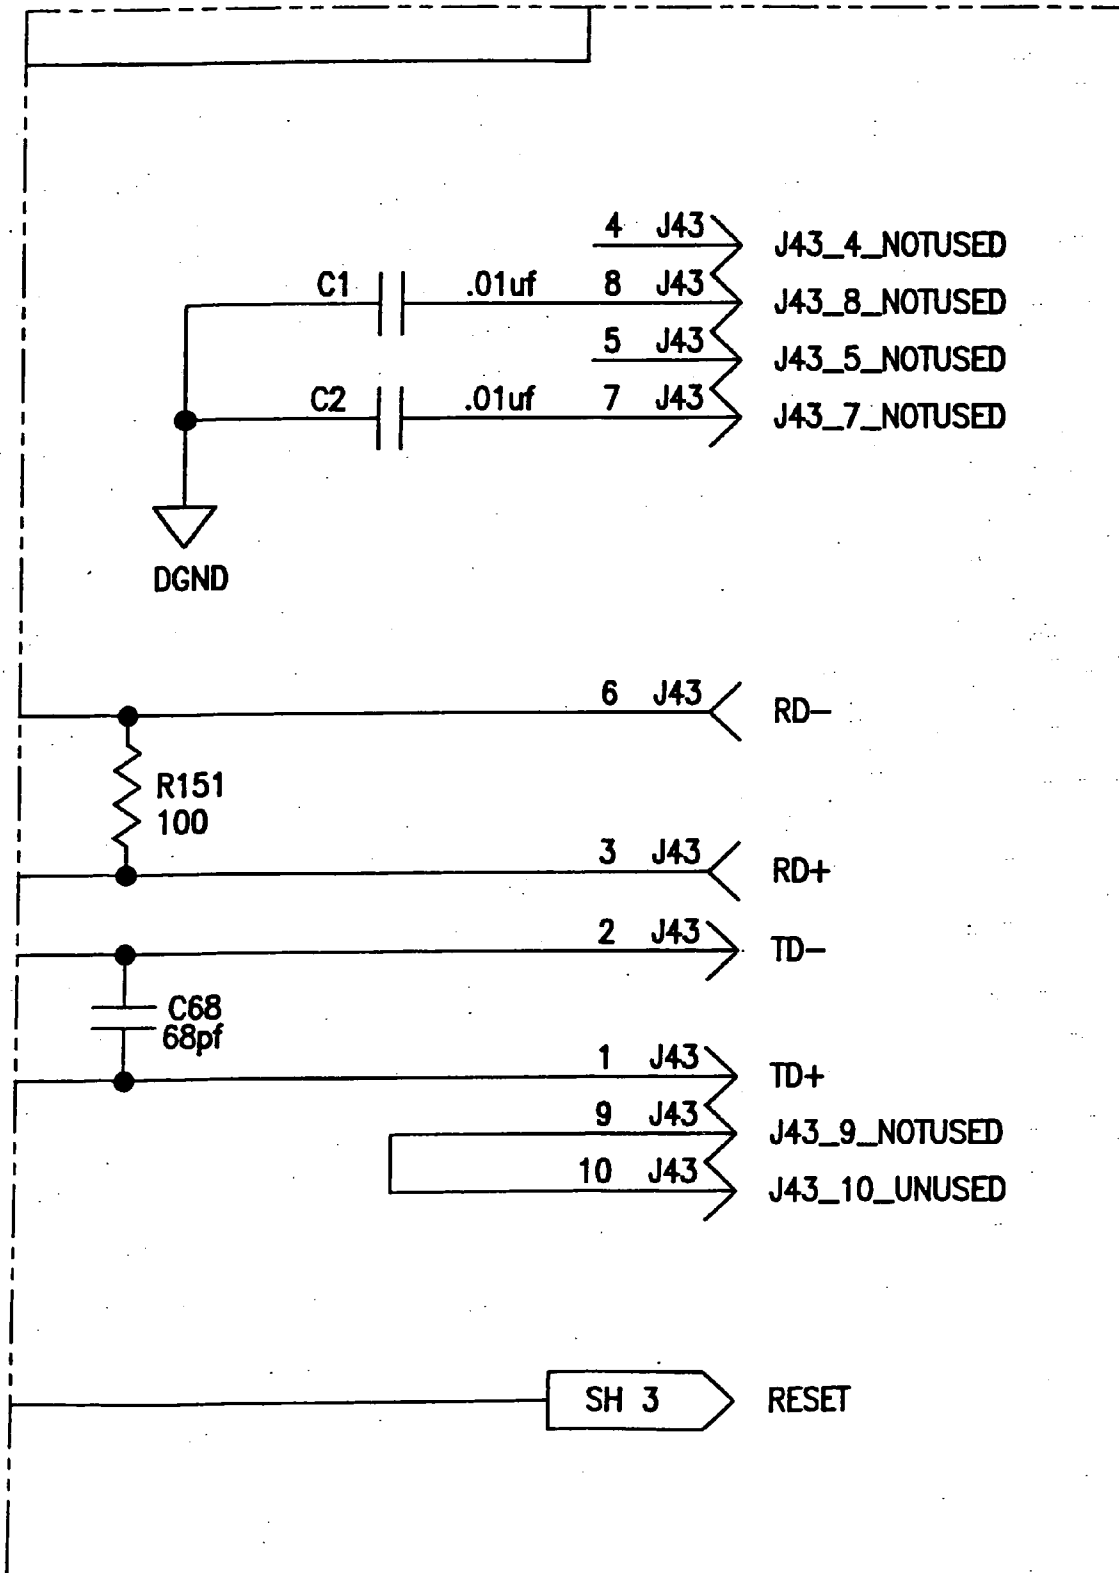 4 J43 J43_4_NOTUSED
C1 .01uf 8 J43 J43_8_NOTUSED
5 J43 J43_5_NOTUSED
C2 .01uf 7 J43 J43_7_NOTUSED
DGND
6 J43 RD-
R151
100
3 J43 RD+
2 J43 TD-
C68
68pf
1 J43 TD+
9 J43 J43_9_NOTUSED
10 J43 J43_10_UNUSED
SH 3 RESET